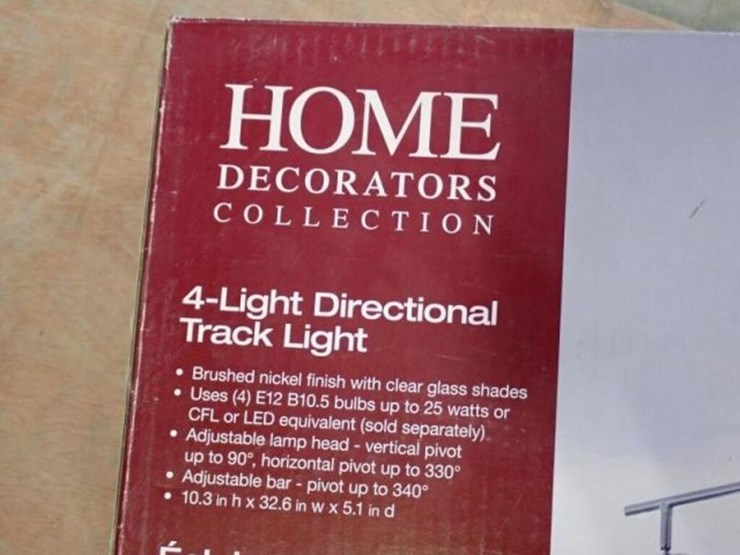 HOME
DECORATORS
COLLECTION
4-Light Directional
Track Light
• Brushed nickel finish with clear glass shades
• Uses (4) E12 B10.5 bulbs up to 25 watts or
CFL or LED equivalent (sold separately)
• Adjustable lamp head - vertical pivot
up to 90°, horizontal pivot up to 330°
• Adjustable bar - pivot up to 340°
• 10.3 in h x 32.6 in w x 5.1 in d